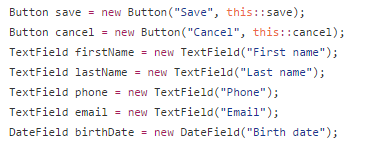 Button save = new Button("Save", this::save);
Button cancel = new Button("Cancel", this::cancel);
TextField firstName = new TextField("First name");
TextField lastName = new TextField("Last name");
TextField phone = new TextField("Phone");
TextField email = new TextField("Email");
DateField birthDate = new DateField("Birth date");